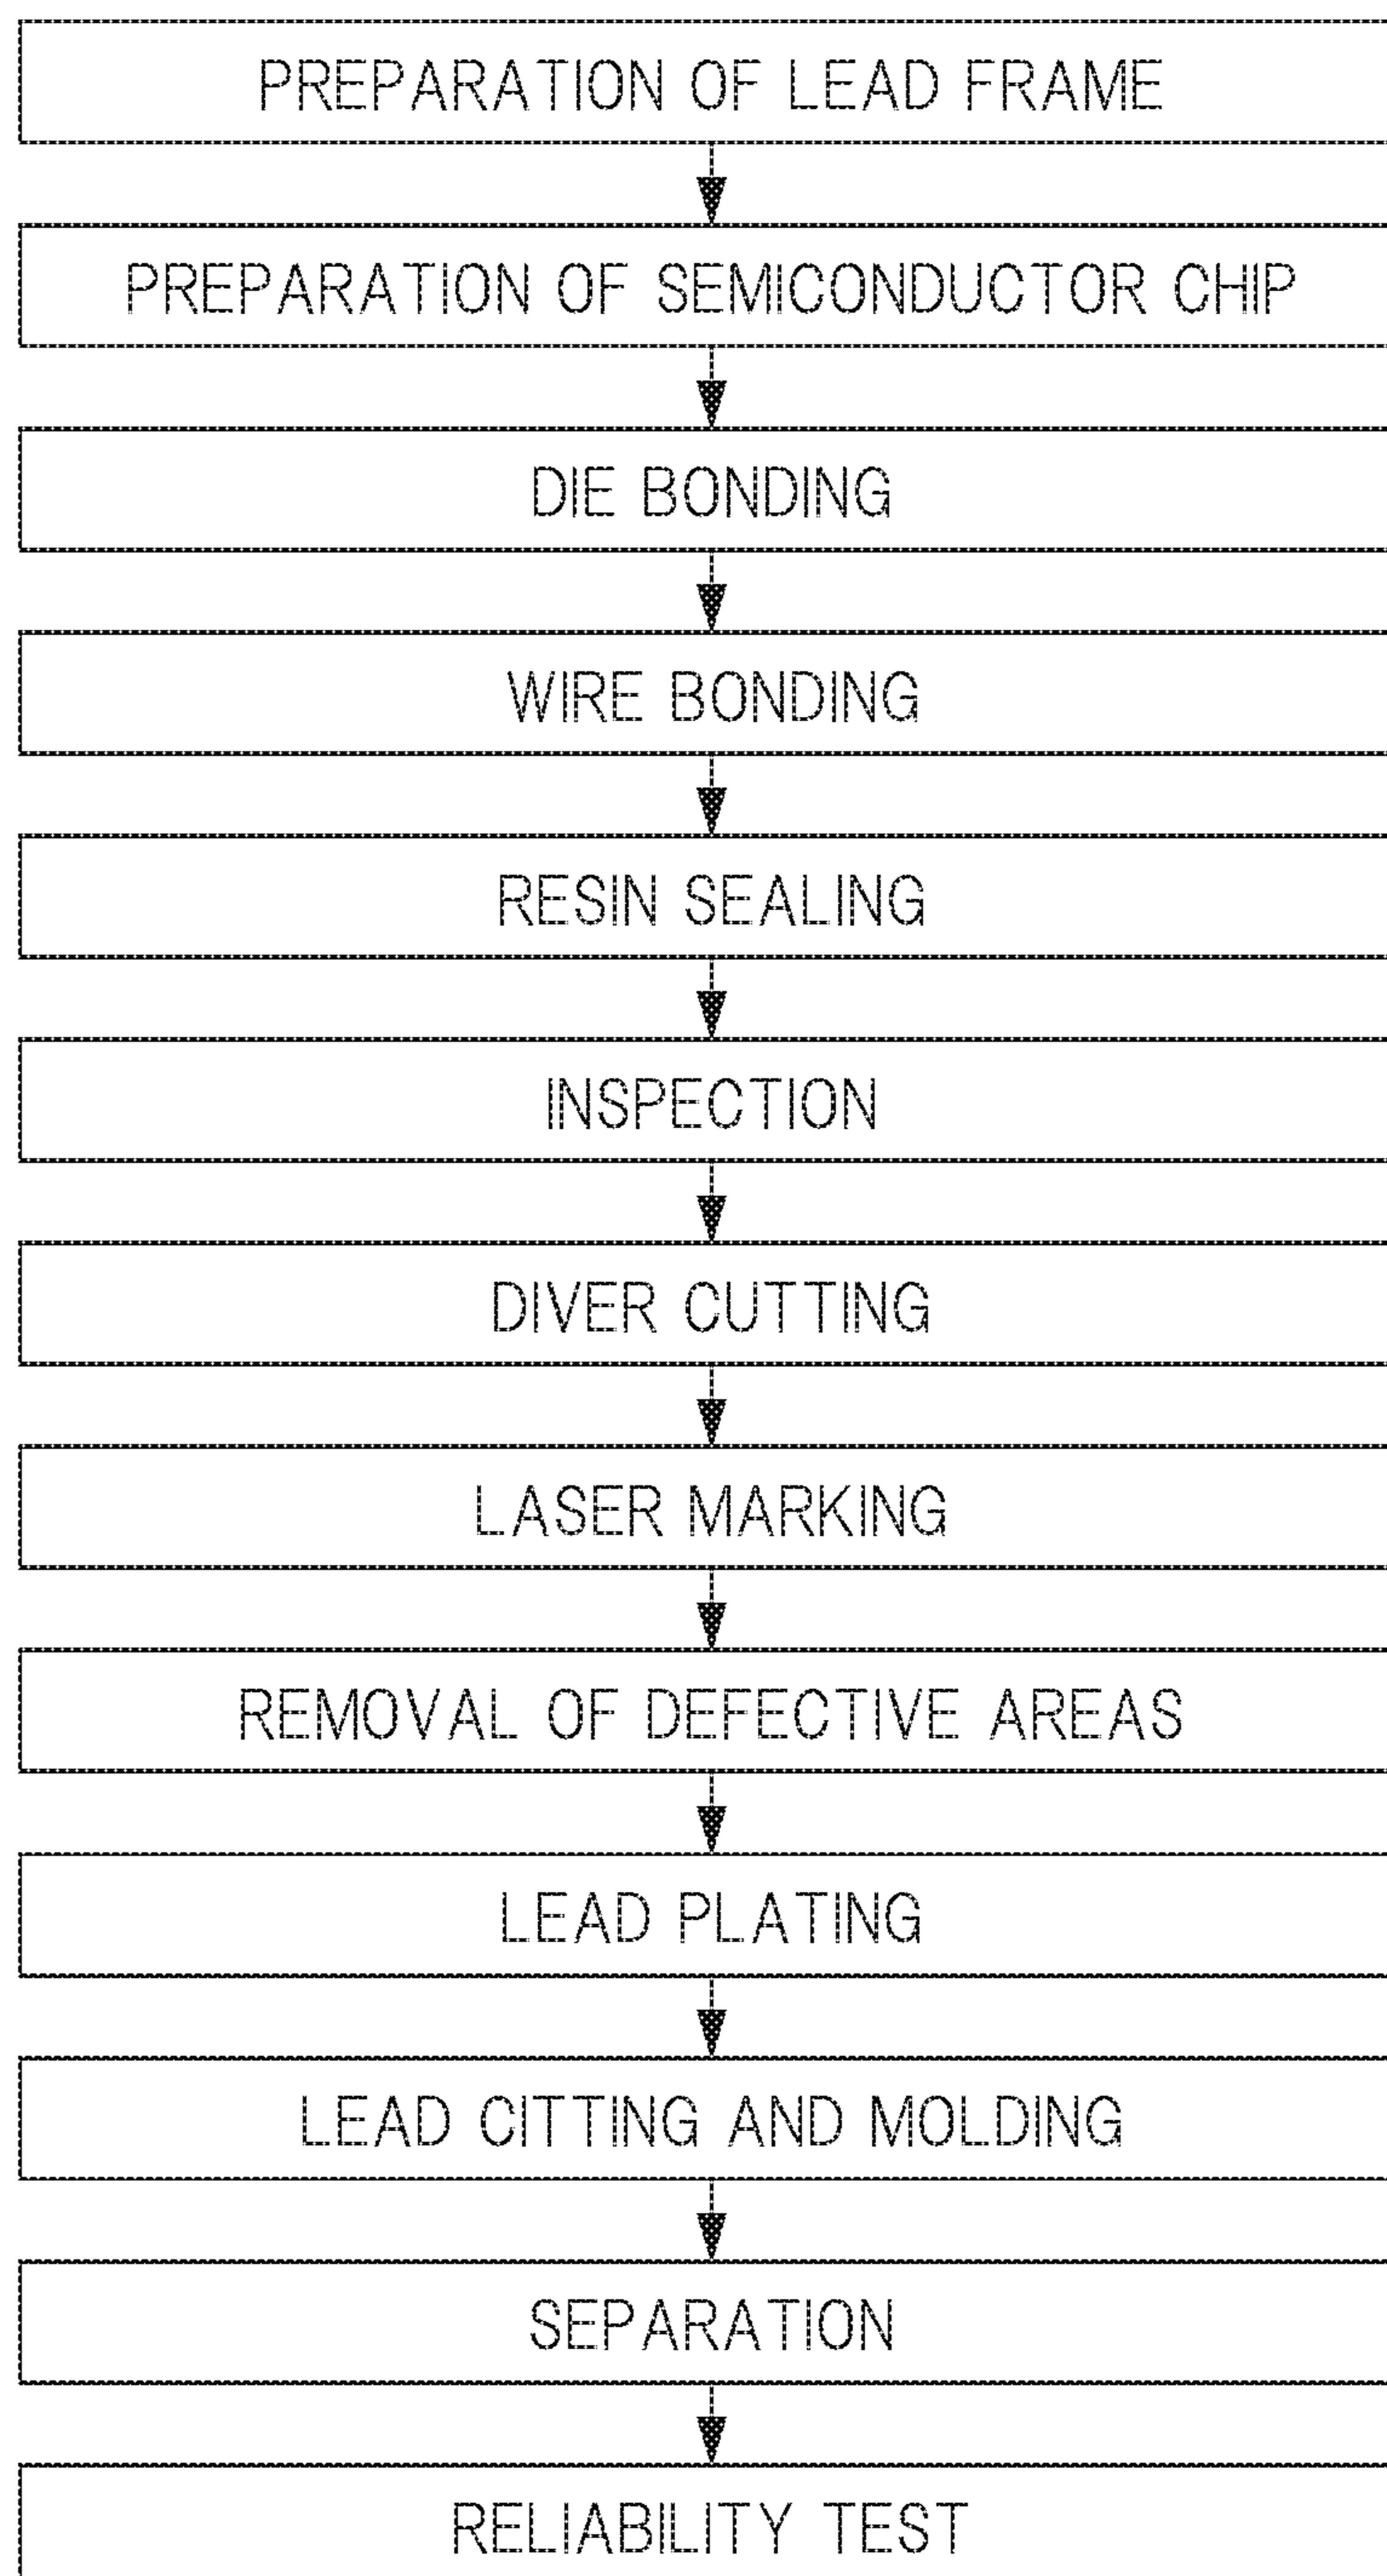 PREPARATION OF LEAD FRAME
PREPARATION OF SEMICONDUCTOR CHIP
DIE BONDING
WIRE BONDING
RESIN SEALING
INSPECTION
DIVER CUTTING
LASER MARKING
REMOVAL OF DEFECTIVE AREAS
LEAD PLATING
LEAD CITTING AND MOLDING
SEPARATION
RELIABILITY TEST